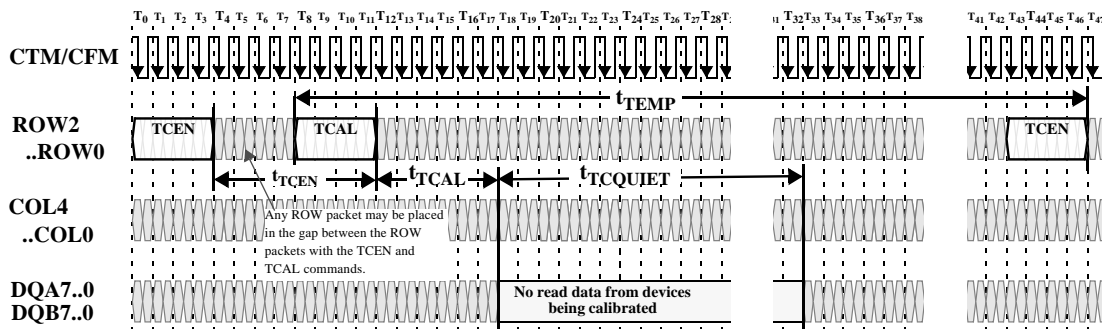 T0 T1 T2 T3 T4 T5 T6 T7 T8 T9 T10 T11 T12 T13 T14 T15 T16 T17 T18 T19 T20 T21 T22 T23 T24 T25 T26 T27 T28 T32 T33 T34 T35 T36 T37 T38 T41 T42 T43 T44 T45 T46 T47
CTM/CFM
tTEMP
ROW2
..ROW0
TCEN
TCAL
TCEN
tTCEN
tTCAL
tTCQUIET
COL4
..COL0
Any ROW packet may be placed
in the gap between the ROW
packets with the TCEN and
TCAL commands.
DQA7..0
DQB7..0
No read data from devices
being calibrated